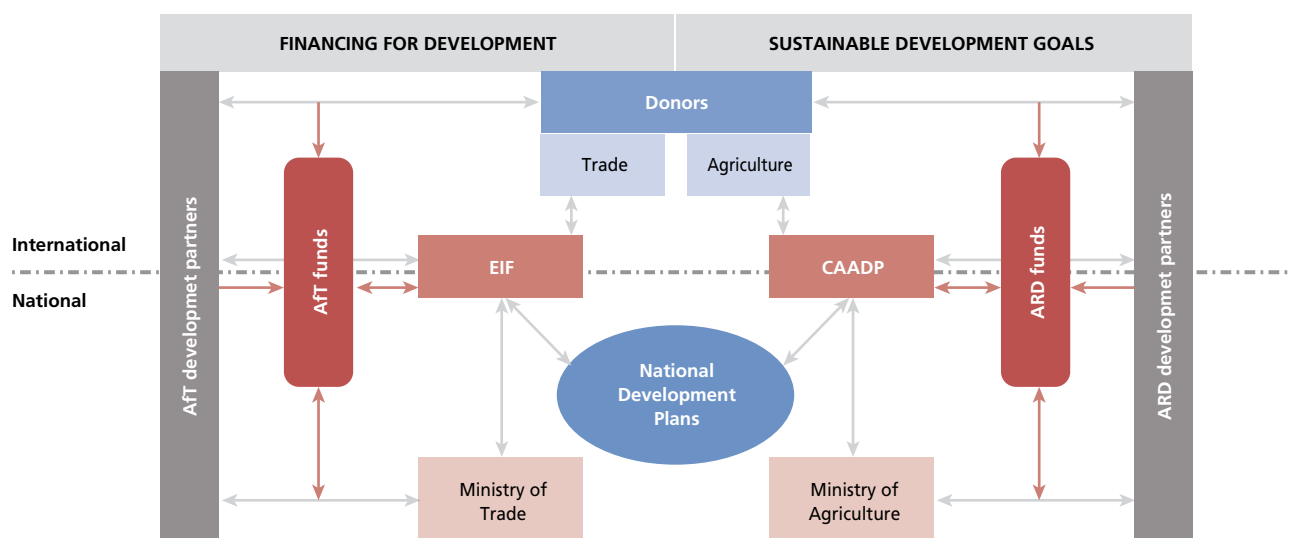 FINANCING FOR DEVELOPMENT
SUSTAINABLE DEVELOPMENT GOALS
Donors
Trade
Agriculture
International
National
AfT developmet partners
AfT funds
EIF
CAADP
ARD funds
ARD developmet partners
National
Development
Plans
Ministry of
Trade
Ministry of
Agriculture